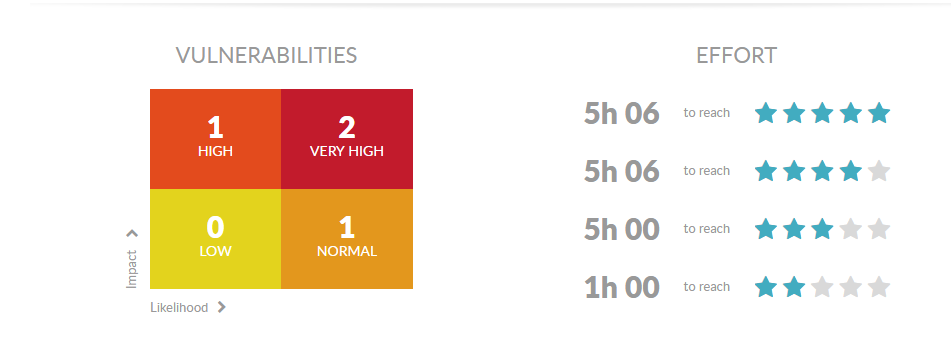 VULNERABILITIES
1
HIGH
2
VERY HIGH
0
LOW
1
NORMAL
Impact
Likelihood
EFFORT
5h 06 to reach
5h 06 to reach
5h 00 to reach
1h 00 to reach